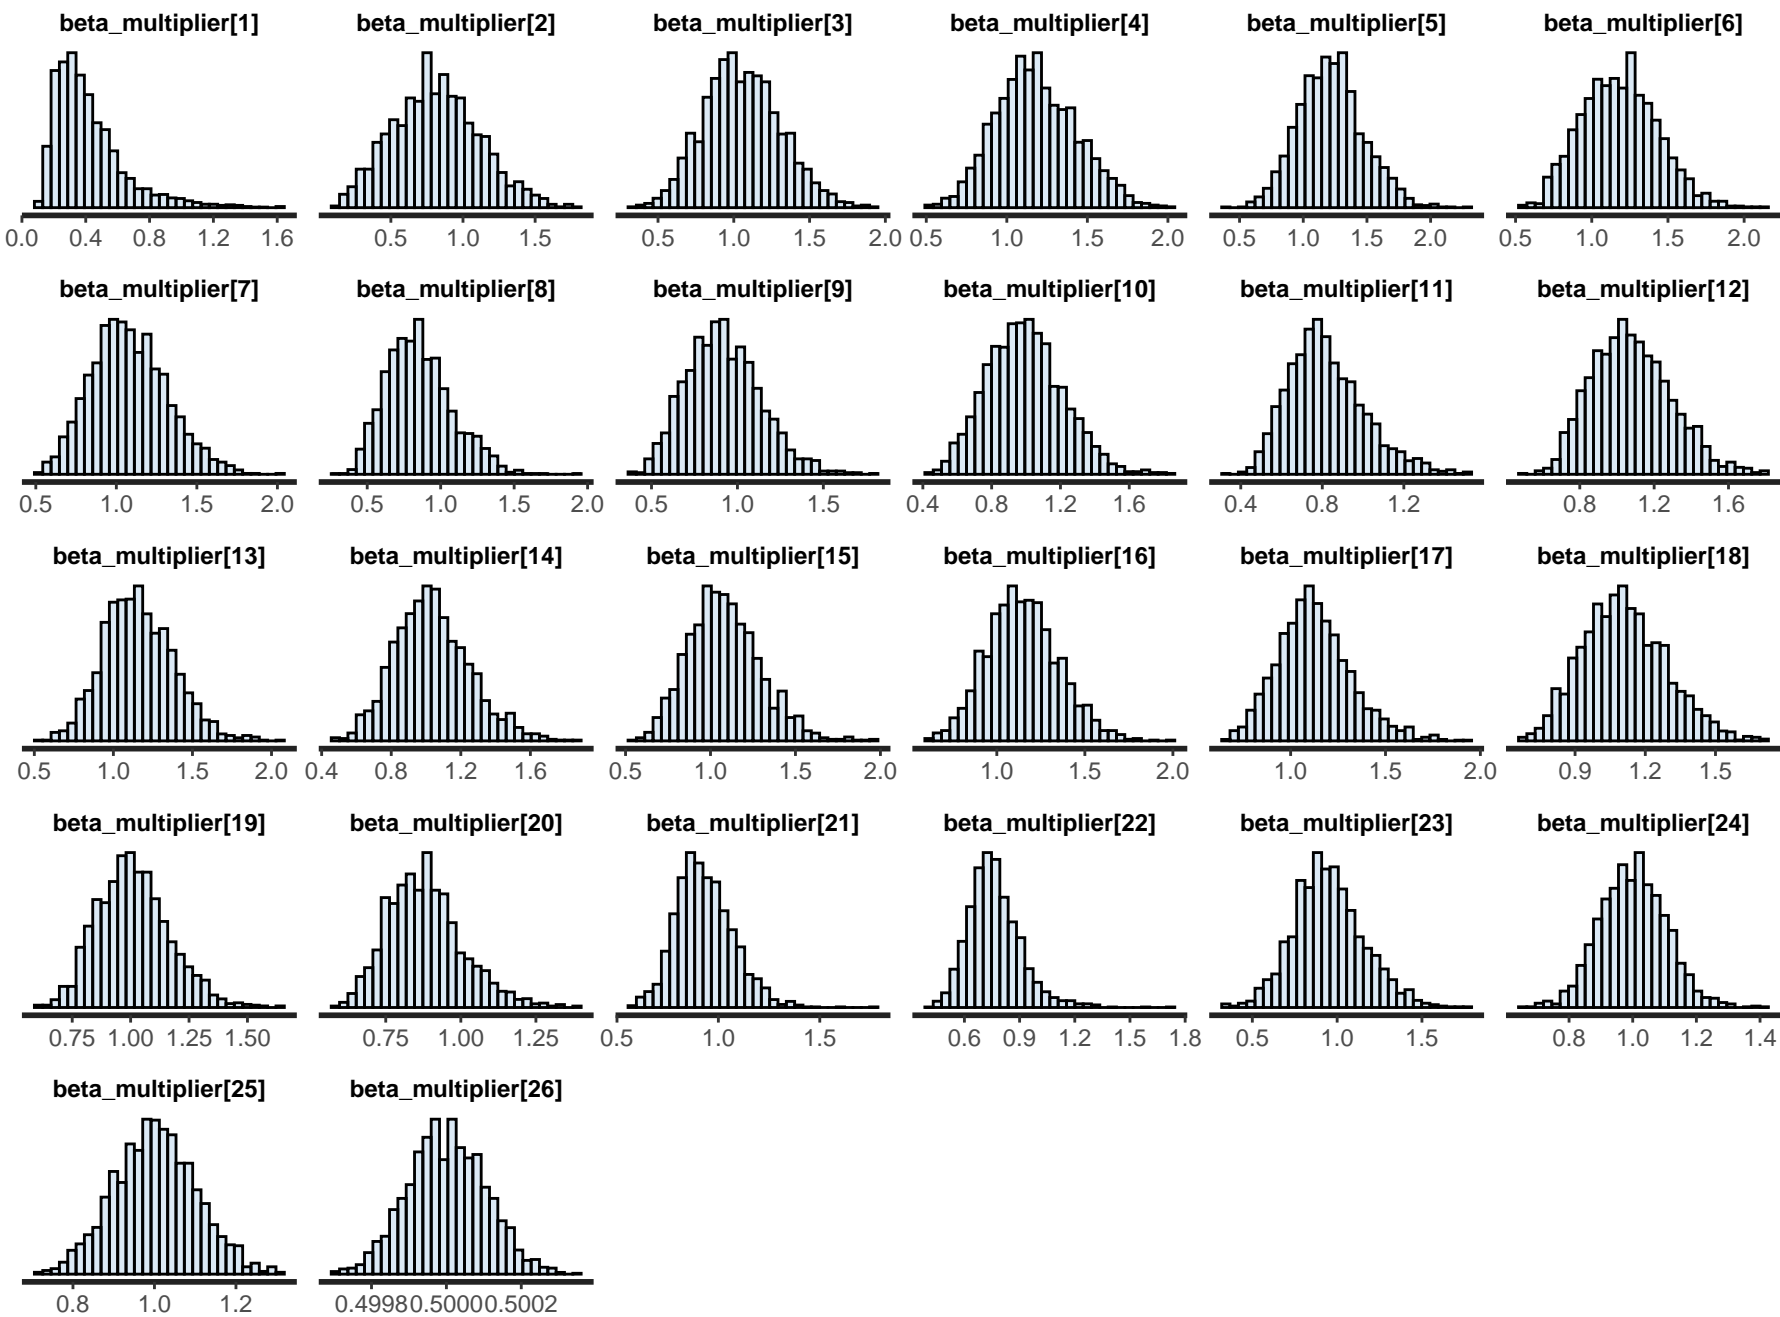 beta_multiplier[1] beta_multiplier[2] beta_multiplier[3] beta_multiplier[4] beta_multiplier[5] beta_multiplier[6]
0.0 0.4 0.8 1.2 1.6 0.5 1.0 1.5 0.5 1.0 1.5 2.0 0.5 1.0 1.5 2.0 0.5 1.0 1.5 2.0 0.5 1.0 1.5 2.0
beta_multiplier[7] beta_multiplier[8] beta_multiplier[9] beta_multiplier[10] beta_multiplier[11] beta_multiplier[12]
0.5 1.0 1.5 2.0 0.5 1.0 1.5 2.0 0.5 1.0 1.5 0.4 0.8 1.2 1.6 0.4 0.8 1.2 0.8 1.2 1.6
beta_multiplier[13] beta_multiplier[14] beta_multiplier[15] beta_multiplier[16] beta_multiplier[17] beta_multiplier[18]
0.5 1.0 1.5 2.0 0.4 0.8 1.2 1.6 0.5 1.0 1.5 2.0 1.0 1.5 2.0 1.0 1.5 2.0 0.9 1.2 1.5
beta_multiplier[19] beta_multiplier[20] beta_multiplier[21] beta_multiplier[22] beta_multiplier[23] beta_multiplier[24]
0.75 1.00 1.25 1.50 0.75 1.00 1.25 0.5 1.0 1.5 0.6 0.9 1.2 1.5 1.8 0.5 1.0 1.5 0.8 1.0 1.2 1.4
beta_multiplier[25] beta_multiplier[26]
0.8 1.0 1.2 0.4998 0.5000 0.5002